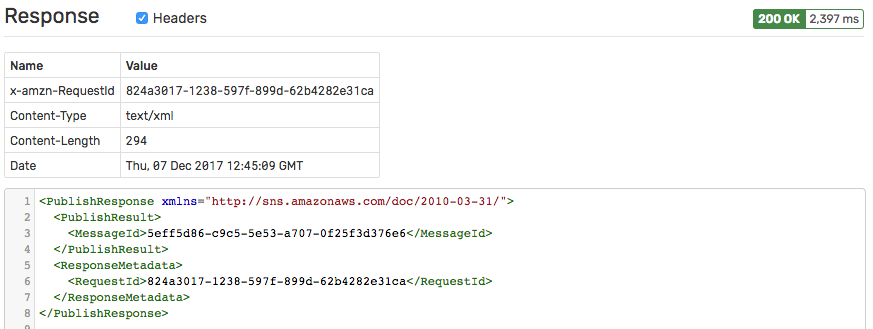 Response Headers 200 OK 2,397 ms
Name Value
x-amzn-RequestId 824a3017-1238-597f-899d-62b4282e31ca
Content-Type text/xml
Content-Length 294
Date Thu, 07 Dec 2017 12:45:09 GMT
1 <PublishResponse xmlns="http://sns.amazonaws.com/doc/2010-03-31/">
2 <PublishResult>
3 <MessageId>5eff5d86-c9c5-5e53-a707-0f25f3d376e6</MessageId>
4 </PublishResult>
5 <ResponseMetadata>
6 <RequestId>824a3017-1238-597f-899d-62b4282e31ca</RequestId>
7 </ResponseMetadata>
8 </PublishResponse>
9